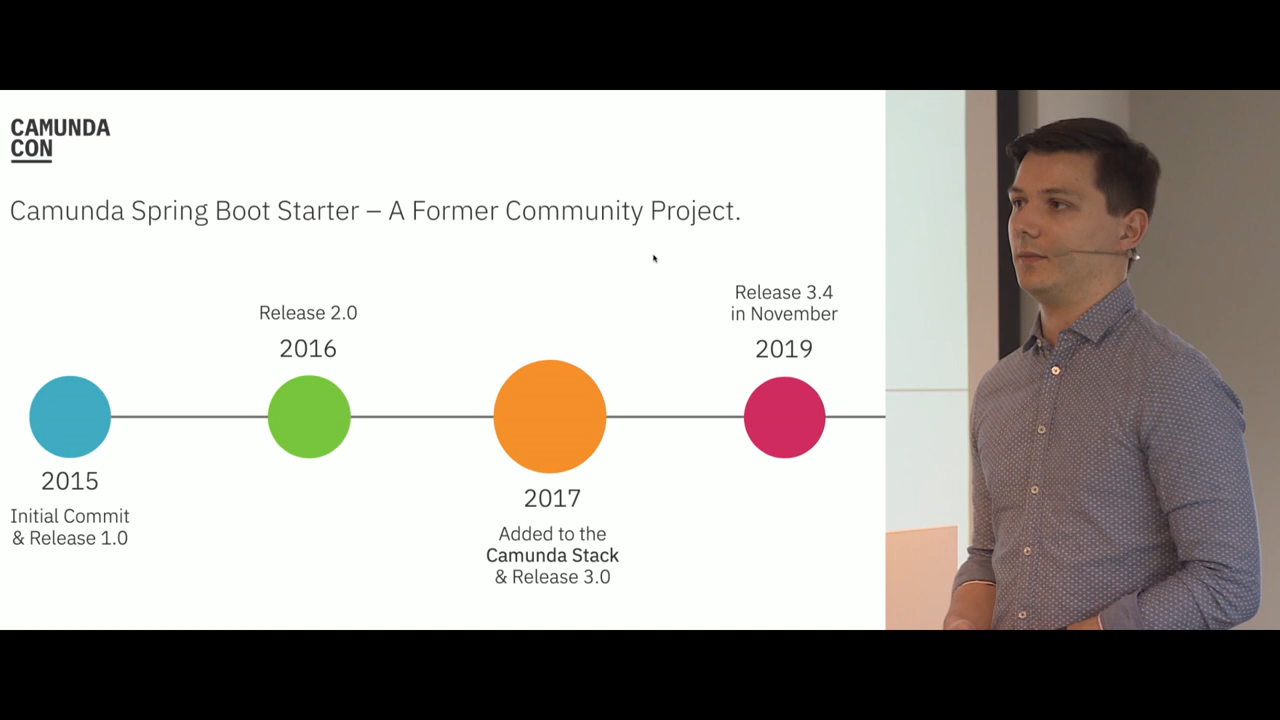 CAMUNDA
CON
Camunda Spring Boot Starter – A Former Community Project.
2015
Initial Commit
& Release 1.0
Release 2.0
2016
2017
Added to the
Camunda Stack
& Release 3.0
Release 3.4
in November
2019